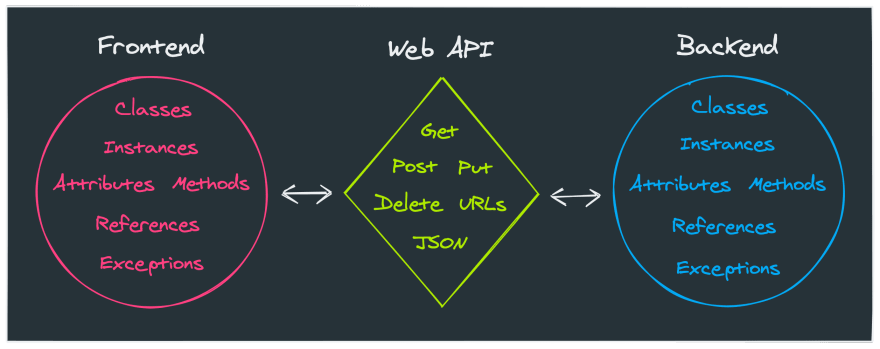 Frontend
Classes
Instances
Attributes Methods
References
Exceptions
Web API
Get
Post Put
Delete URLs
JSON
Backend
Classes
Instances
Attributes Methods
References
Exceptions